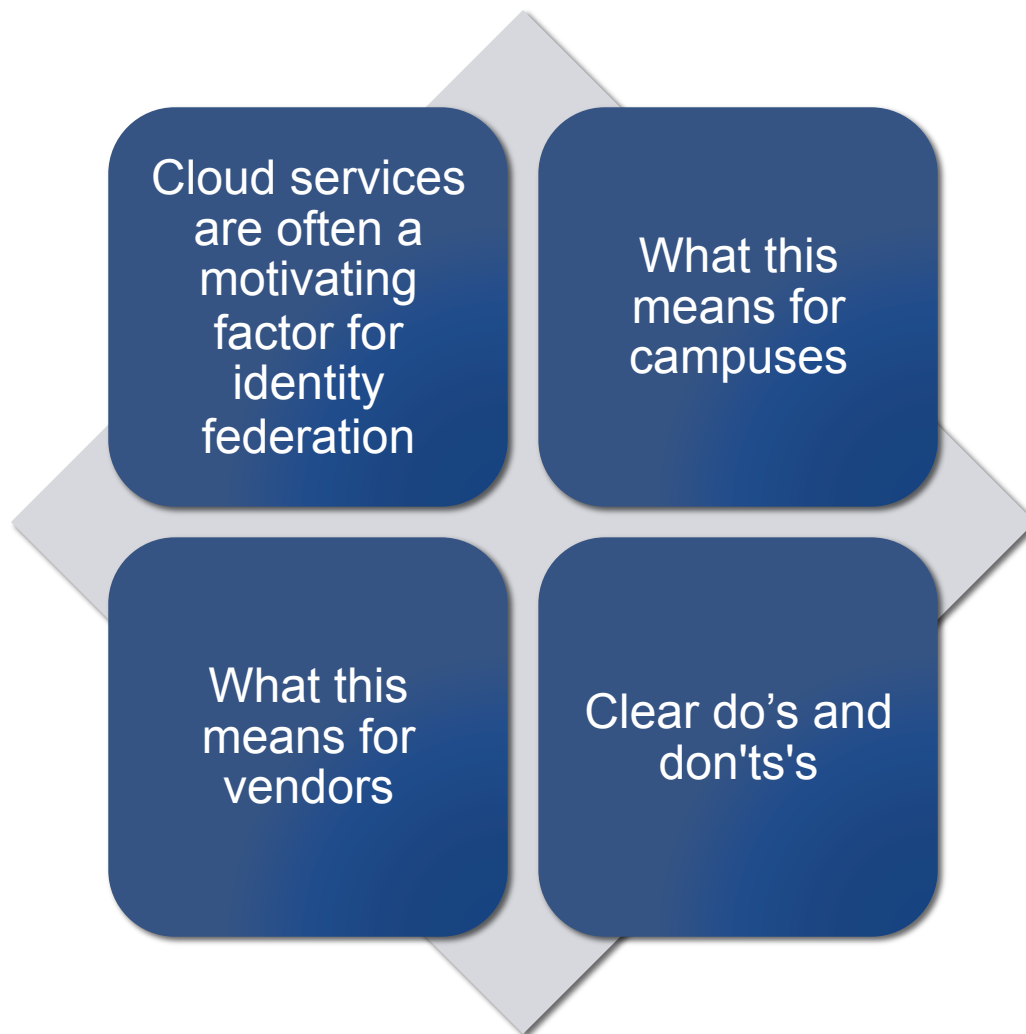 Cloud services
are often a
motivating
factor for
identity
federation
What this
means for
campuses
What this
means for
vendors
Clear do’s and
don'ts's